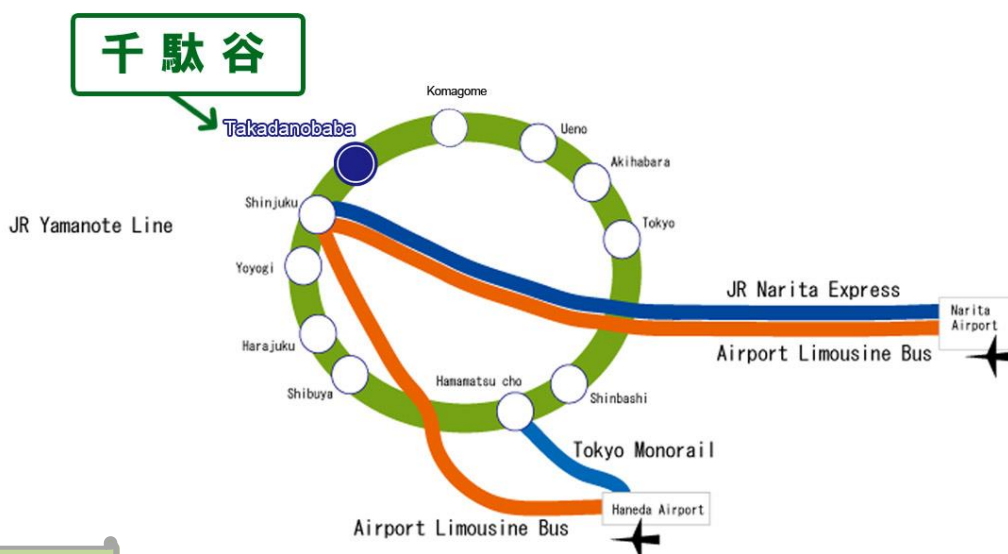 千駄谷
Komagome
Takadanobaba
Ueno
Akihabara
Shinjuku
JR Yamanote Line
Tokyo
Yoyogi
JR Narita Express
Narita
Airport
Harajuku
Airport Limousine Bus
Hamamatsu cho
Shibuya
Shinbashi
Tokyo Monorail
Haneda Airport
Airport Limousine Bus